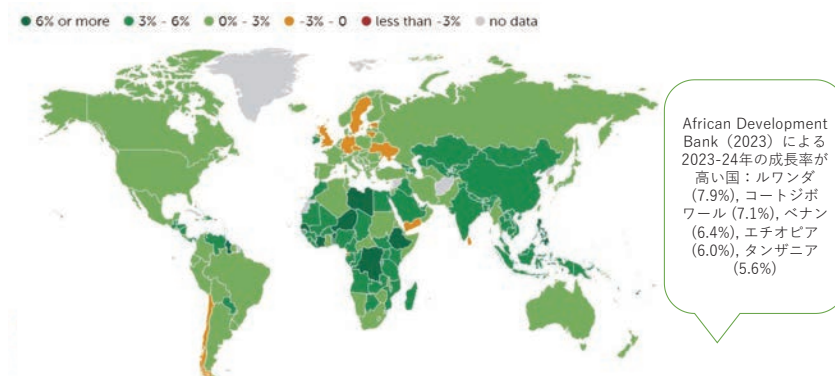 6% or more 3% - 6% 0% - 3% -3% - 0 less than -3% no data
African Development
Bank（2023）による
2023-24年の成長率が
高い国：ルワンダ
(7.9%), コートジボ
ワール (7.1%), ベナン
(6.4%), エチオピア
(6.0%), タンザニア
(5.6%)